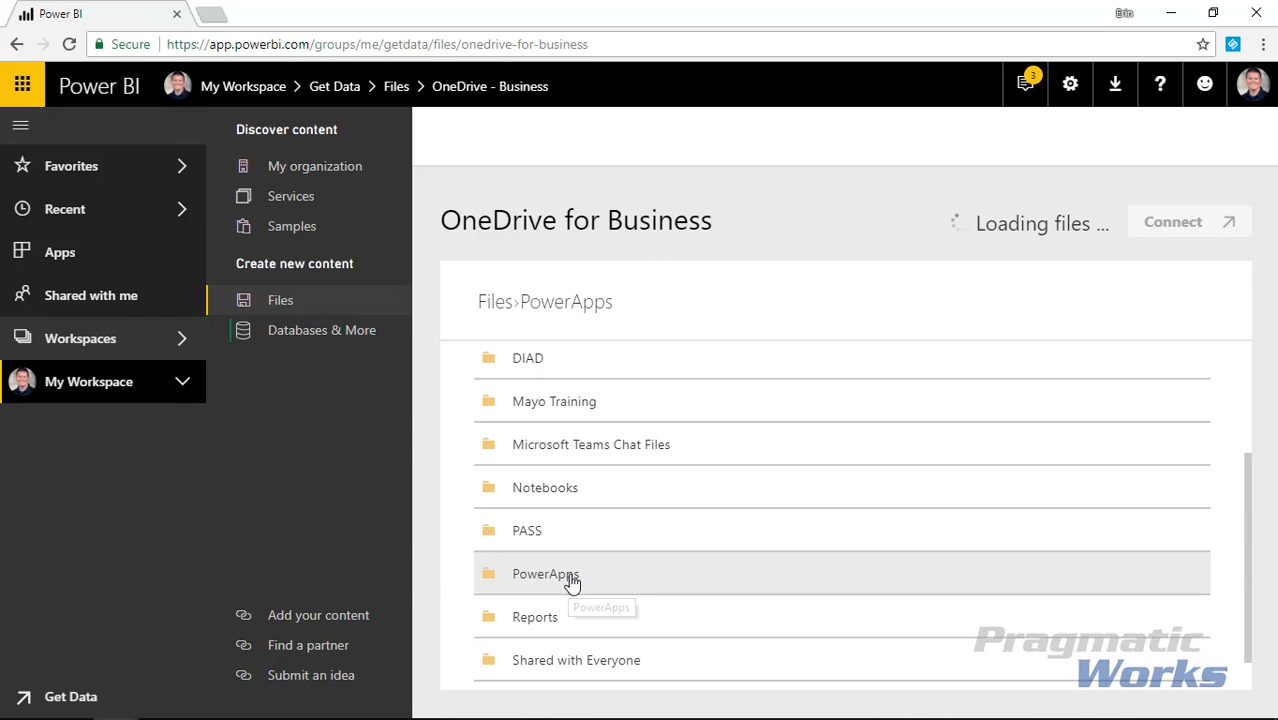 Power BI
Erin
Secure
https://app.powerbi.com/groups/me/getdata/files/onedrive-for-business
Power BI
My Workspace
Get Data
Files
OneDrive - Business
3
?
Favorites
Recent
Apps
Shared with me
Workspaces
My Workspace
Get Data
Discover content
My organization
Services
Samples
Create new content
Files
Databases & More
Add your content
Find a partner
Submit an idea
OneDrive for Business
Loading files ...
Connect
Files›PowerApps
DIAD
Mayo Training
Microsoft Teams Chat Files
Notebooks
PASS
PowerApps
PowerApps
Reports
Shared with Everyone
Pragmatic
Works